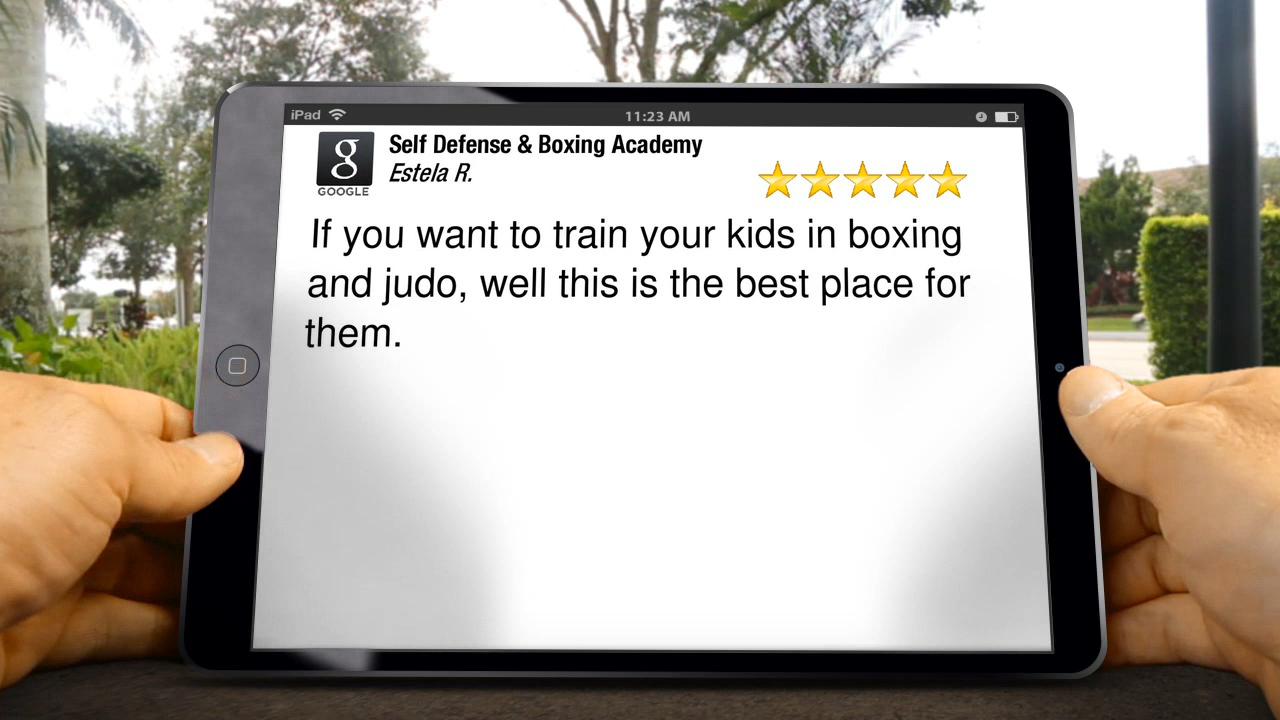 iPad 11:23 AM
g
GOOGLE
Self Defense & Boxing Academy
Estela R.
If you want to train your kids in boxing
and judo, well this is the best place for
them.